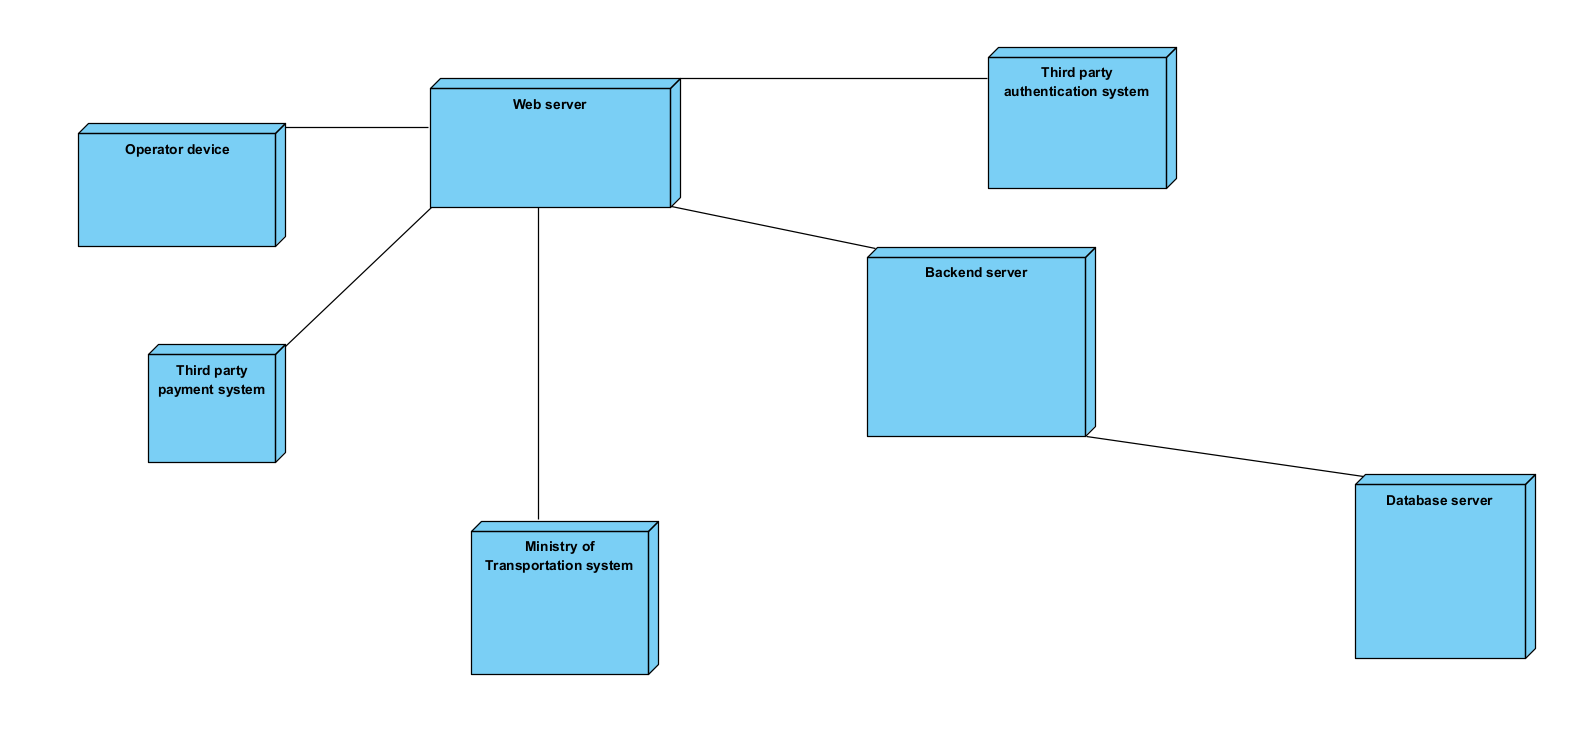 Third party
authentication system
Web server
Operator device
Backend server
Third party
payment system
Database server
Ministry of
Transportation system